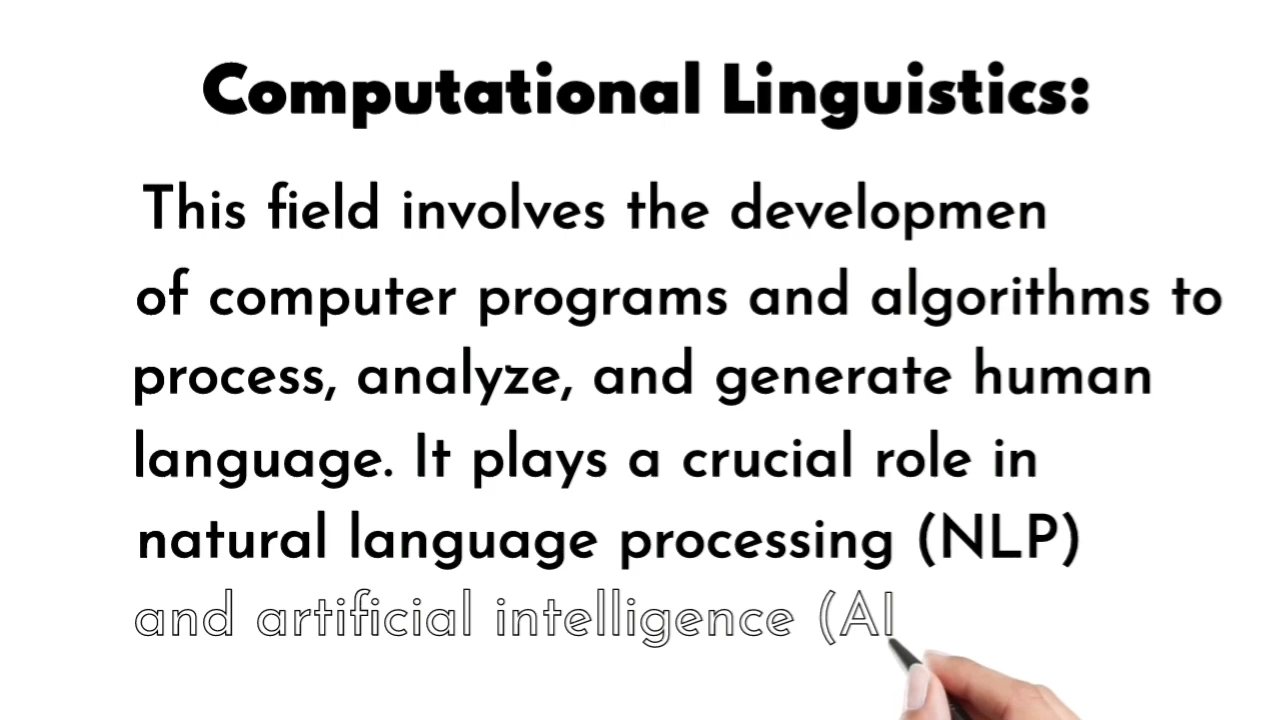 Computational Linguistics:
This field involves the developmen
of computer programs and algorithms to
process, analyze, and generate human
language. It plays a crucial role in
natural language processing (NLP)
and artificial intelligence (AI